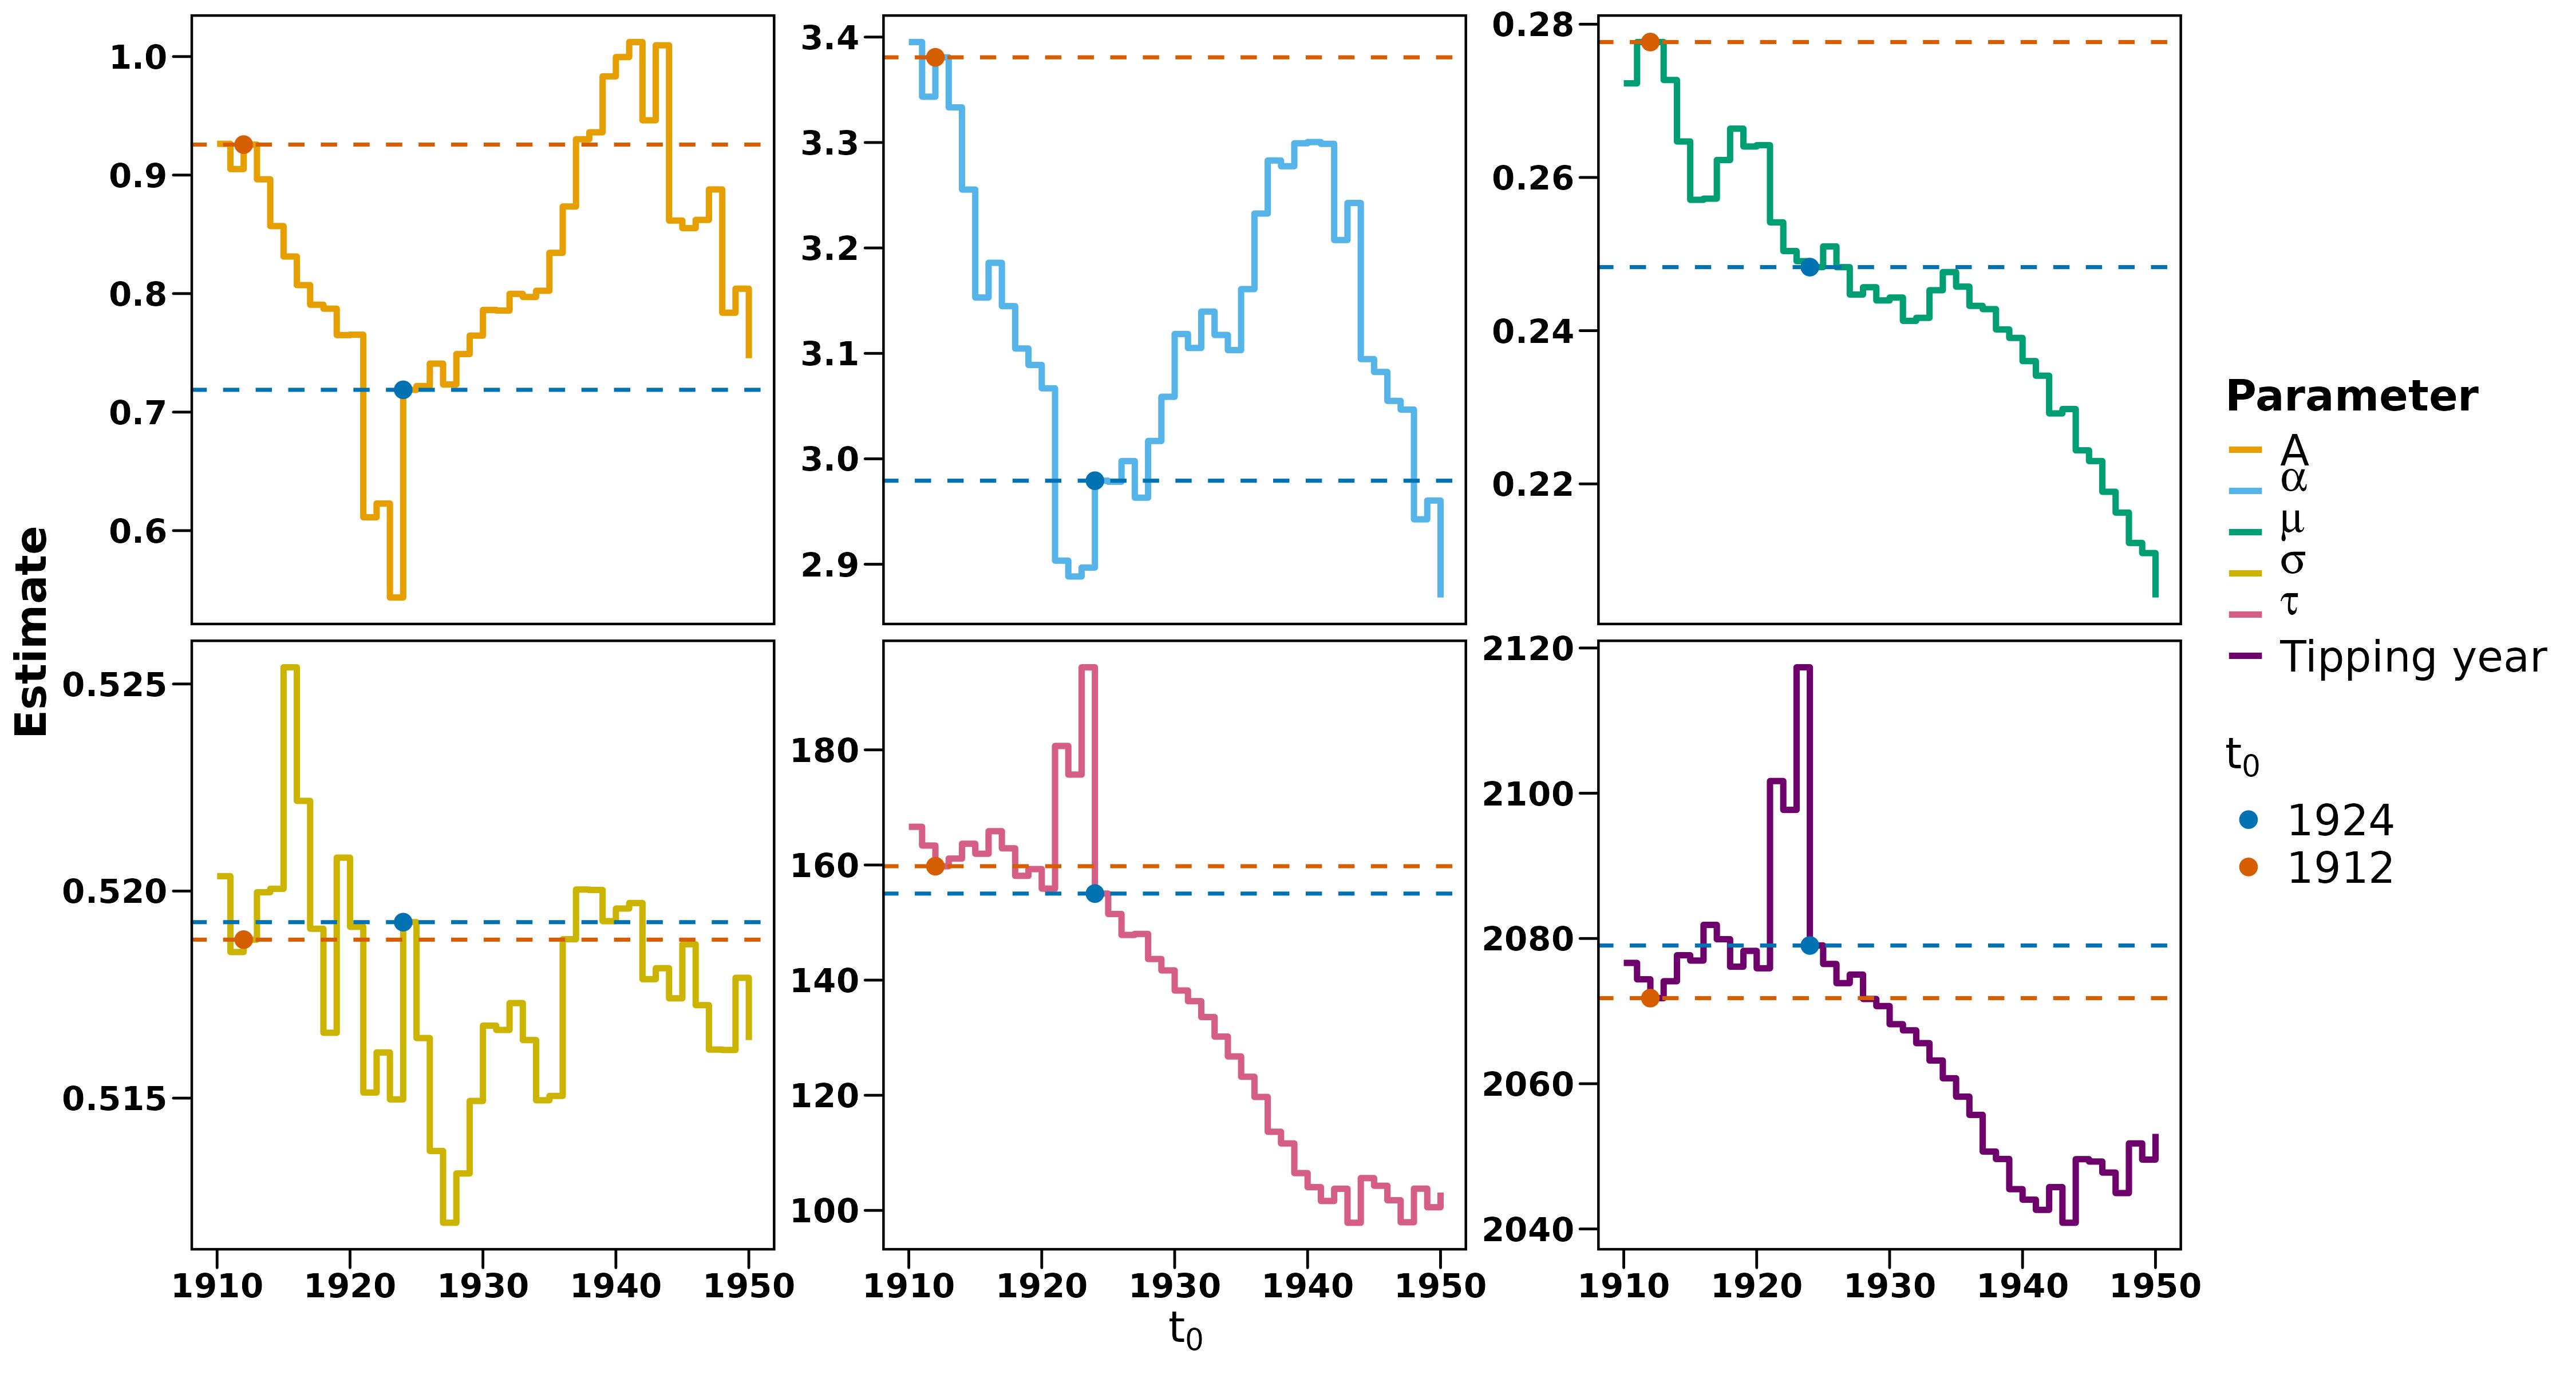 Estimate
1.0
0.9
0.8
0.7
0.6
3.4
3.3
3.2
3.1
3.0
2.9
0.28
0.26
0.24
0.22
0.525
0.520
0.515
180
160
140
120
100
2120
2100
2080
2060
2040
1910 1920 1930 1940 1950
1910 1920 1930 1940 1950
1910 1920 1930 1940 1950
t₀
Parameter
A
α
μ
σ
τ
Tipping year
t₀
1924
1912